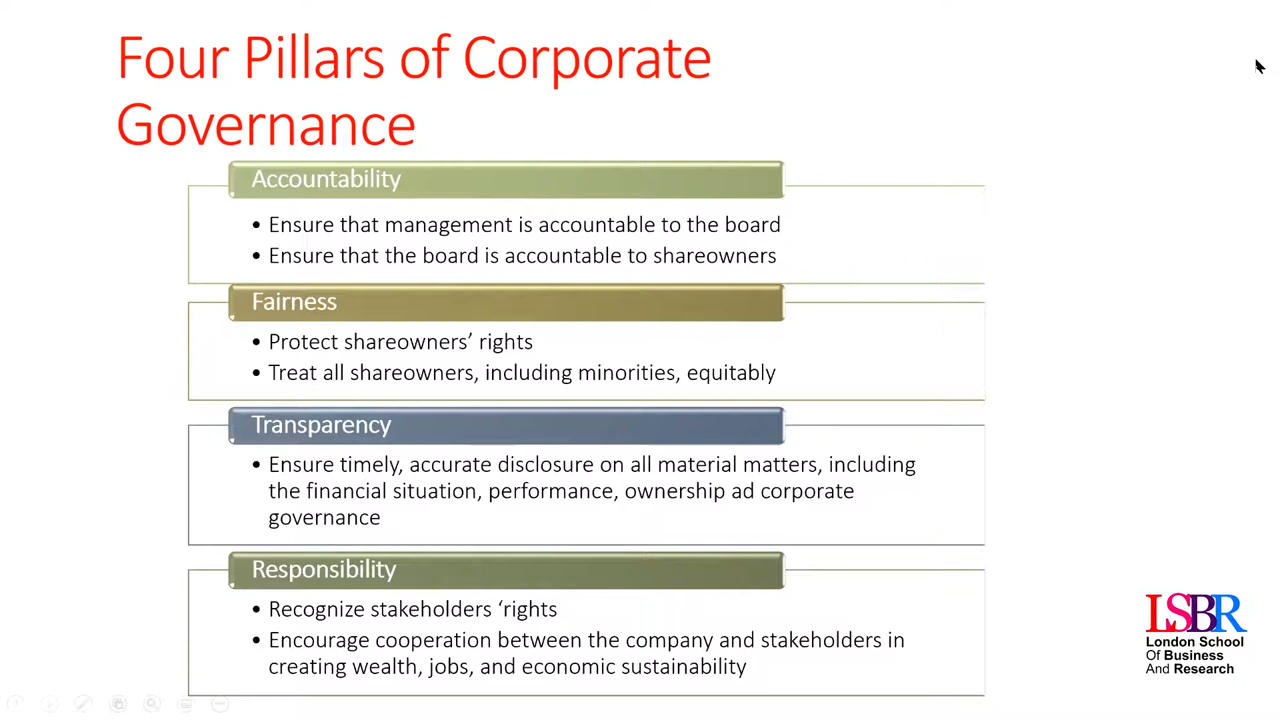 Four Pillars of Corporate
Governance
Accountability
• Ensure that management is accountable to the board
• Ensure that the board is accountable to shareowners
Fairness
• Protect shareowners’ rights
• Treat all shareowners, including minorities, equitably
Transparency
• Ensure timely, accurate disclosure on all material matters, including
the financial situation, performance, ownership ad corporate
governance
Responsibility
• Recognize stakeholders ‘rights
• Encourage cooperation between the company and stakeholders in
creating wealth, jobs, and economic sustainability
LSBR
London School
Of Business
And Research